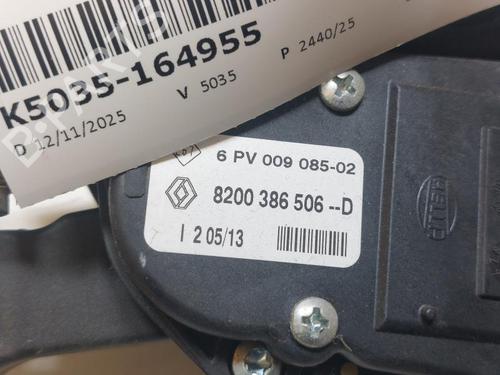 K5035-164955
D 12/11/2025
V 5035
P 2440/25
B-PARTS
6 PV 009 085-02
8200 386 506 --D
I 2 05/13